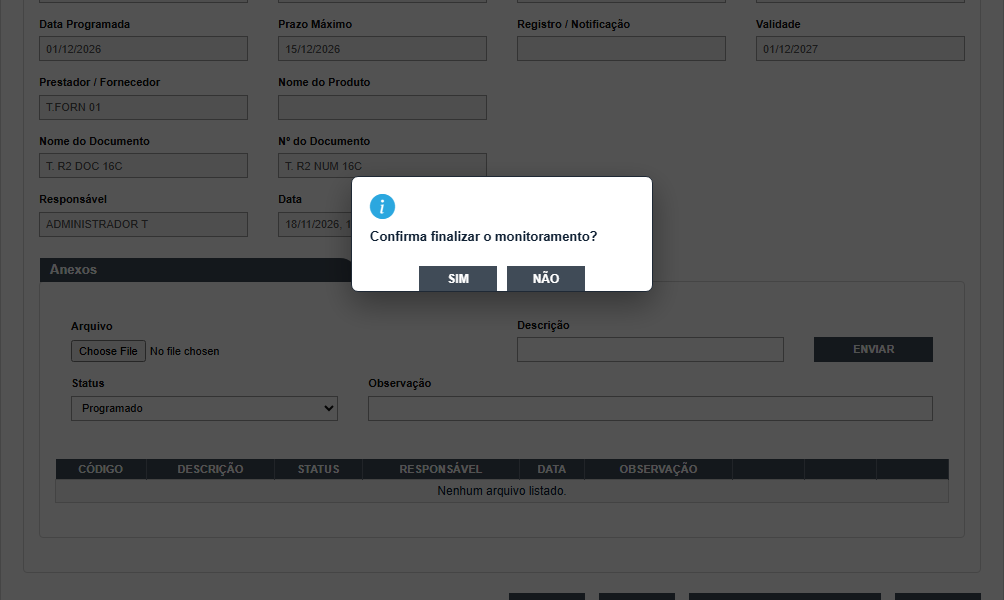 Data Programada
Prazo Máximo
Registro / Notificação
Validade
01/12/2026
15/12/2026
01/12/2027
Prestador / Fornecedor
Nome do Produto
T.FORN 01
Nome do Documento
Nº do Documento
T. R2 DOC 16C
T. R2 NUM 16C
Responsável
Data
ADMINISTRADOR T
18/11/2026, 1
i
Confirma finalizar o monitoramento?
SIM
NÃO
Anexos
Arquivo
Descrição
Choose File No file chosen
ENVIAR
Status
Observação
Programado
CÓDIGO DESCRIÇÃO STATUS RESPONSÁVEL DATA OBSERVAÇÃO
Nenhum arquivo listado.